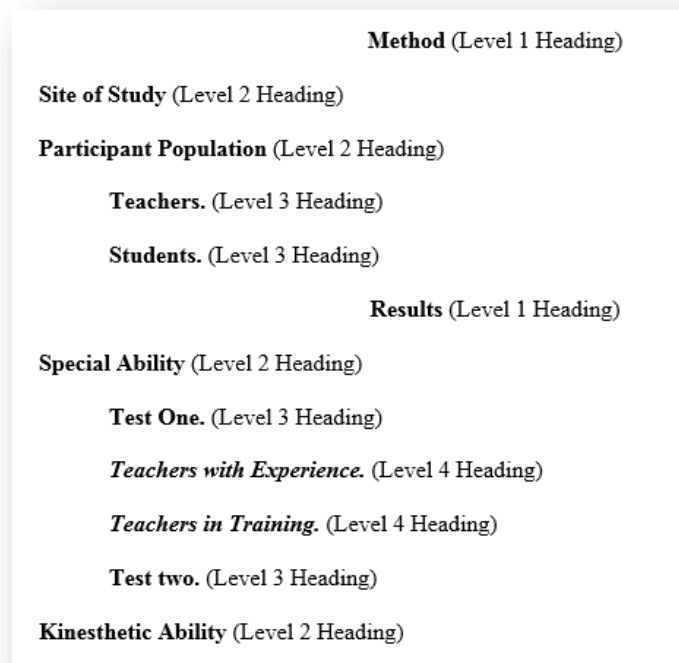 Method (Level 1 Heading)
Site of Study (Level 2 Heading)
Participant Population (Level 2 Heading)
Teachers. (Level 3 Heading)
Students. (Level 3 Heading)
Results (Level 1 Heading)
Special Ability (Level 2 Heading)
Test One. (Level 3 Heading)
Teachers with Experience. (Level 4 Heading)
Teachers in Training. (Level 4 Heading)
Test two. (Level 3 Heading)
Kinesthetic Ability (Level 2 Heading)